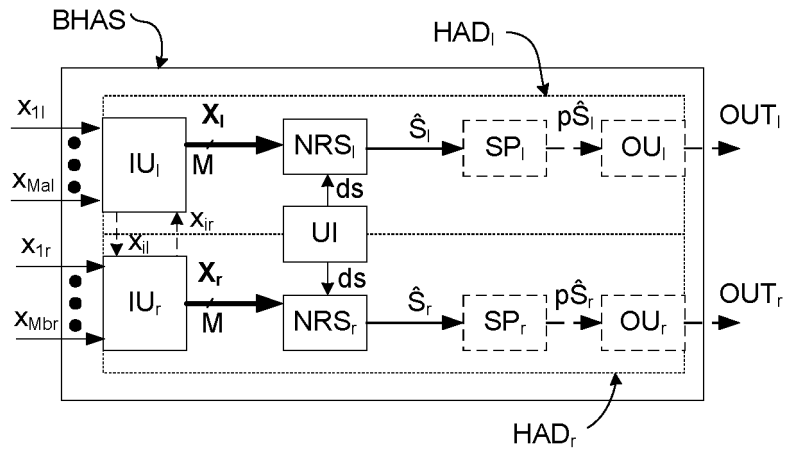 BHAS
HADₗ
x₁ₗ
Xₗ
Ŝₗ
pŜₗ
OUTₗ
IUₗ
M
NRSₗ
SPₗ
OUₗ
xMal
ds
xir
UI
x₁ᵣ
xil
ds
Xᵣ
Ŝᵣ
pŜᵣ
OUTᵣ
IUᵣ
M
NRSᵣ
SPᵣ
OUᵣ
xMbr
HADᵣ